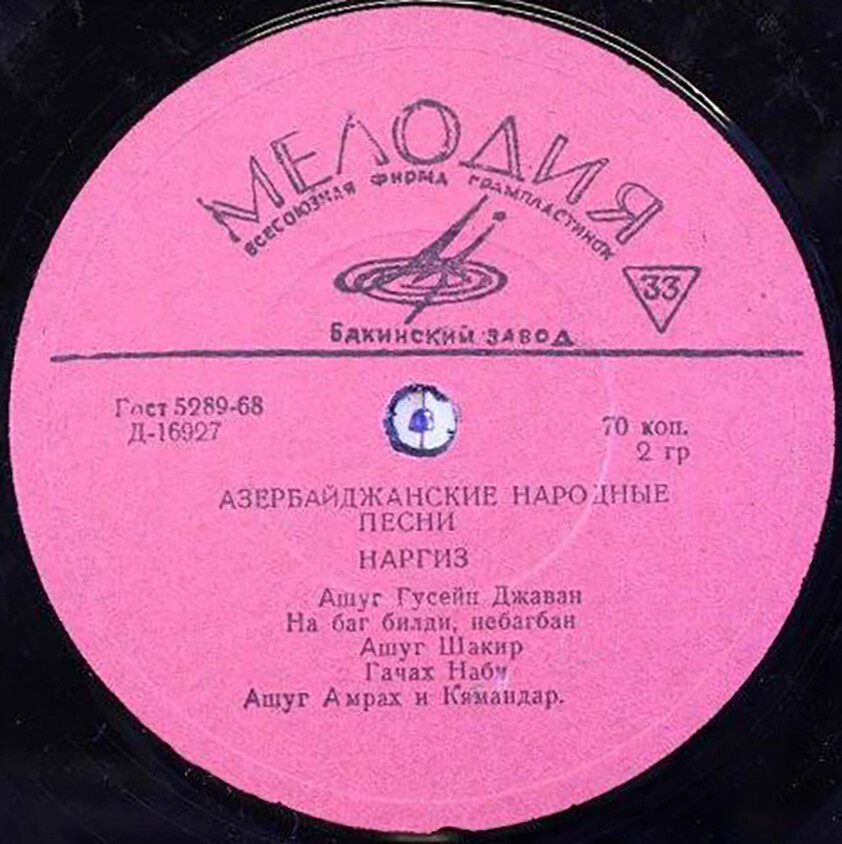 МЕЛОДИЯ
ВСЕСОЮЗНАЯ ФИРМА ГРАМПЛАСТИНОК
33
БАКИНСКИЙ ЗАВОД
Гост 5289-68
Д-16927
70 коп.
2 гр
АЗЕРБАЙДЖАНСКИЕ НАРОДНЫЕ
ПЕСНИ
НАРГИЗ
Ашуг Гусейн Джаван
На баг билди, небагбан
Ашуг Шакир
Гачах Наби
Ашуг Амрах и Кямандар.